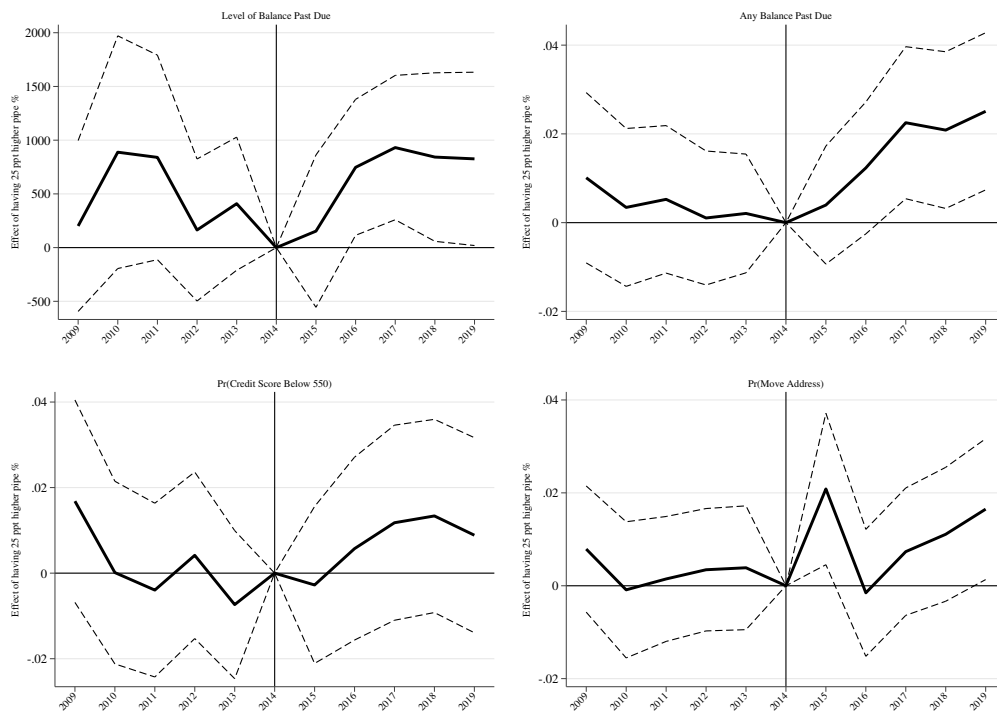 Level of Balance Past Due
Effect of having 25 ppt higher pipe %
2000
1500
1000
500
0
-500
2009 2010 2011 2012 2013 2014 2015 2016 2017 2018 2019
Any Balance Past Due
Effect of having 25 ppt higher pipe %
.04
.02
0
-.02
2009 2010 2011 2012 2013 2014 2015 2016 2017 2018 2019
Pr(Credit Score Below 550)
Effect of having 25 ppt higher pipe %
.04
.02
0
-.02
2009 2010 2011 2012 2013 2014 2015 2016 2017 2018 2019
Pr(Move Address)
Effect of having 25 ppt higher pipe %
.04
.02
0
-.02
2009 2010 2011 2012 2013 2014 2015 2016 2017 2018 2019